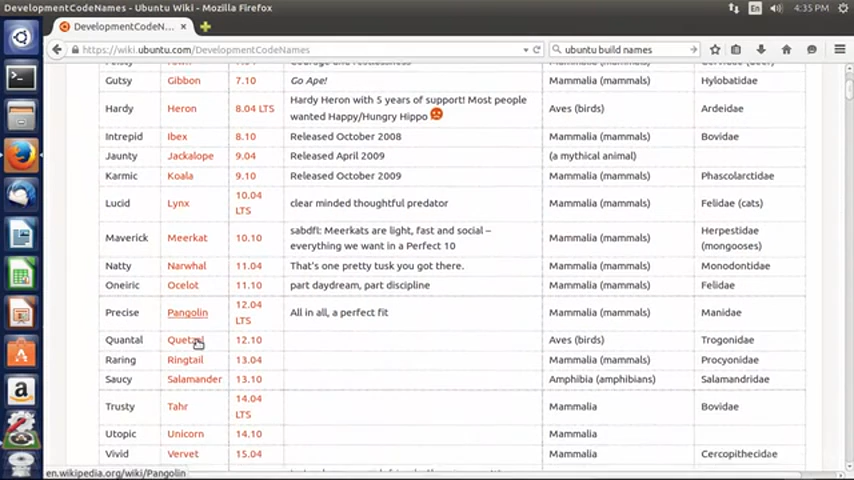 DevelopmentCodeNames - Ubuntu Wiki - Mozilla Firefox
En
4:35 PM
DevelopmentCodeN...
https://wiki.ubuntu.com/DevelopmentCodeNames
ubuntu build names
Gutsy Gibbon 7.10 Go Ape! Mammalia (mammals) Hylobatidae
Hardy Heron 8.04 LTS Hardy Heron with 5 years of support! Most people
wanted Happy/Hungry Hippo Aves (birds) Ardeidae
Intrepid Ibex 8.10 Released October 2008 Mammalia (mammals) Bovidae
Jaunty Jackalope 9.04 Released April 2009 (a mythical animal)
Karmic Koala 9.10 Released October 2009 Mammalia (mammals) Phascolarctidae
Lucid Lynx 10.04
LTS clear minded thoughtful predator Mammalia (mammals) Felidae (cats)
Maverick Meerkat 10.10 sabdfl: Meerkats are light, fast and social –
everything we want in a Perfect 10 Mammalia (mammals) Herpestidae
(mongooses)
Natty Narwhal 11.04 That's one pretty tusk you got there. Mammalia (mammals) Monodontidae
Oneiric Ocelot 11.10 part daydream, part discipline Mammalia (mammals) Felidae
Precise Pangolin 12.04
LTS All in all, a perfect fit Mammalia (mammals) Manidae
Quantal Quetzal 12.10 Aves (birds) Trogonidae
Raring Ringtail 13.04 Mammalia (mammals) Procyonidae
Saucy Salamander 13.10 Amphibia (amphibians) Salamandridae
Trusty Tahr 14.04
LTS Mammalia Bovidae
Utopic Unicorn 14.10 Mammalia
Vivid Vervet 15.04 Mammalia Cercopithecidae
en.wikipedia.org/wiki/Pangolin